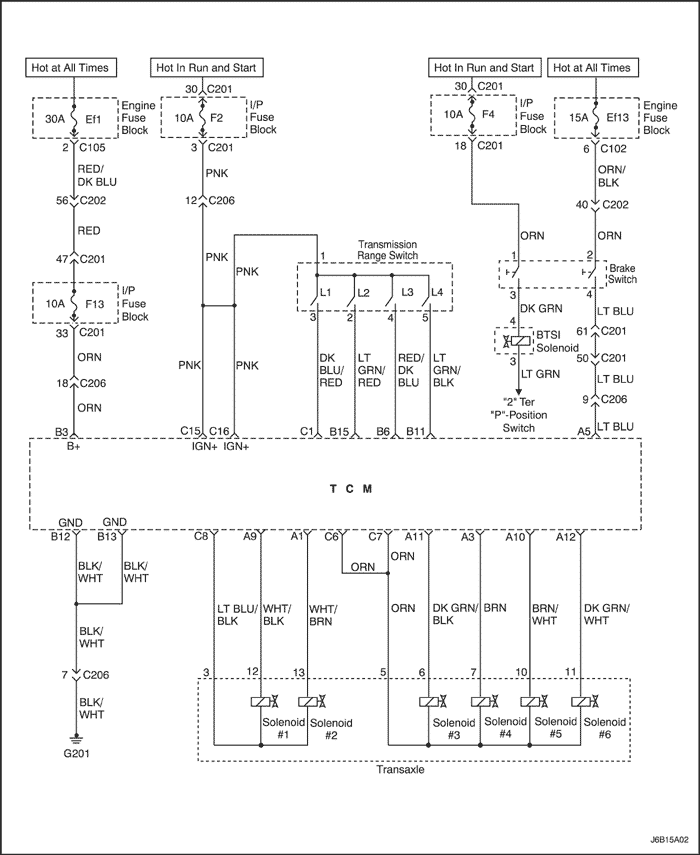 Hot at All Times
Hot In Run and Start
Hot In Run and Start
Hot at All Times
30A Ef1
Engine
Fuse
Block
2 C105
RED/
DK BLU
56 C202
RED
47 C201
10A F13
I/P
Fuse
Block
33 C201
ORN
18 C206
ORN
B3
B+
30 C201
10A F2
I/P
Fuse
Block
3 C201
PNK
12 C206
PNK
PNK
PNK
PNK
C15
C16
IGN+
IGN+
Transmission
Range Switch
1
L1
L2
L3
L4
3
2
4
5
DK
BLU/
RED
LT
GRN/
RED
RED/
DK
BLU
LT
GRN/
BLK
C1
B15
B6
B11
30 C201
10A F4
I/P
Fuse
Block
18 C201
ORN
1
3
DK GRN
4
BTSI
Solenoid
3
LT GRN
"2" Ter
"P"-Position
Switch
15A Ef13
Engine
Fuse
Block
6 C102
ORN/
BLK
40 C202
ORN
2
Brake
Switch
4
LT BLU
61 C201
50 C201
LT BLU
9 C206
LT BLU
A5
T C M
GND
GND
B12
B13
BLK/
WHT
BLK/
WHT
BLK/
WHT
7 C206
BLK/
WHT
G201
C8
A9
A1
C6
C7
A11
A3
A10
A12
ORN
ORN
LT BLU/
BLK
WHT/
BLK
WHT/
BRN
ORN
DK GRN/
BLK
BRN
BRN/
WHT
DK GRN/
WHT
3
12
13
5
6
7
10
11
Solenoid
#1
Solenoid
#2
Solenoid
#3
Solenoid
#4
Solenoid
#5
Solenoid
#6
Transaxle
J6B15A02